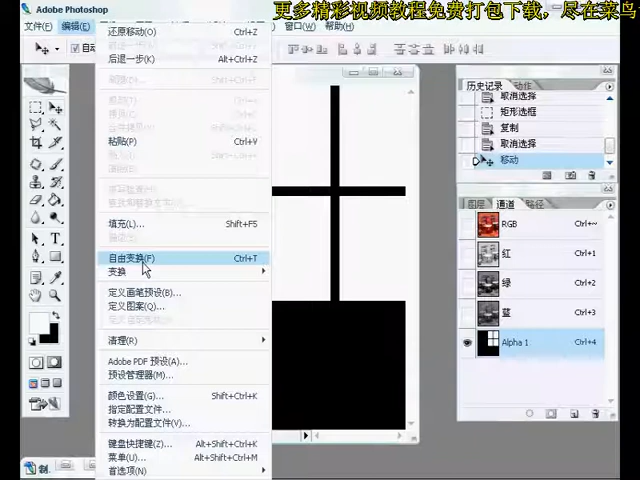 更多精彩视频教程免费打包下载，尽在菜鸟
Adobe Photoshop
文件(F) 编辑(E) 窗口(W) 帮助(H)
还原移动(O) Ctrl+Z
后退一步(K) Alt+Ctrl+Z
粘贴(P) Ctrl+V
填充(L)... Shift+F5
自由变换(F) Ctrl+T
变换
定义画笔预设(B)...
定义图案(Q)...
清理(R)
Adobe PDF 预设(A)...
预设管理器(M)...
颜色设置(G)... Shift+Ctrl+K
指定配置文件...
转换为配置文件(V)...
键盘快捷键(Z)... Alt+Shift+Ctrl+K
菜单(U)... Alt+Shift+Ctrl+M
首选项(N)
历史记录 动作
取消选择
矩形选框
复制
取消选择
移动
图层 通道 路径
RGB Ctrl+~
红 Ctrl+1
绿 Ctrl+2
蓝 Ctrl+3
Alpha 1 Ctrl+4